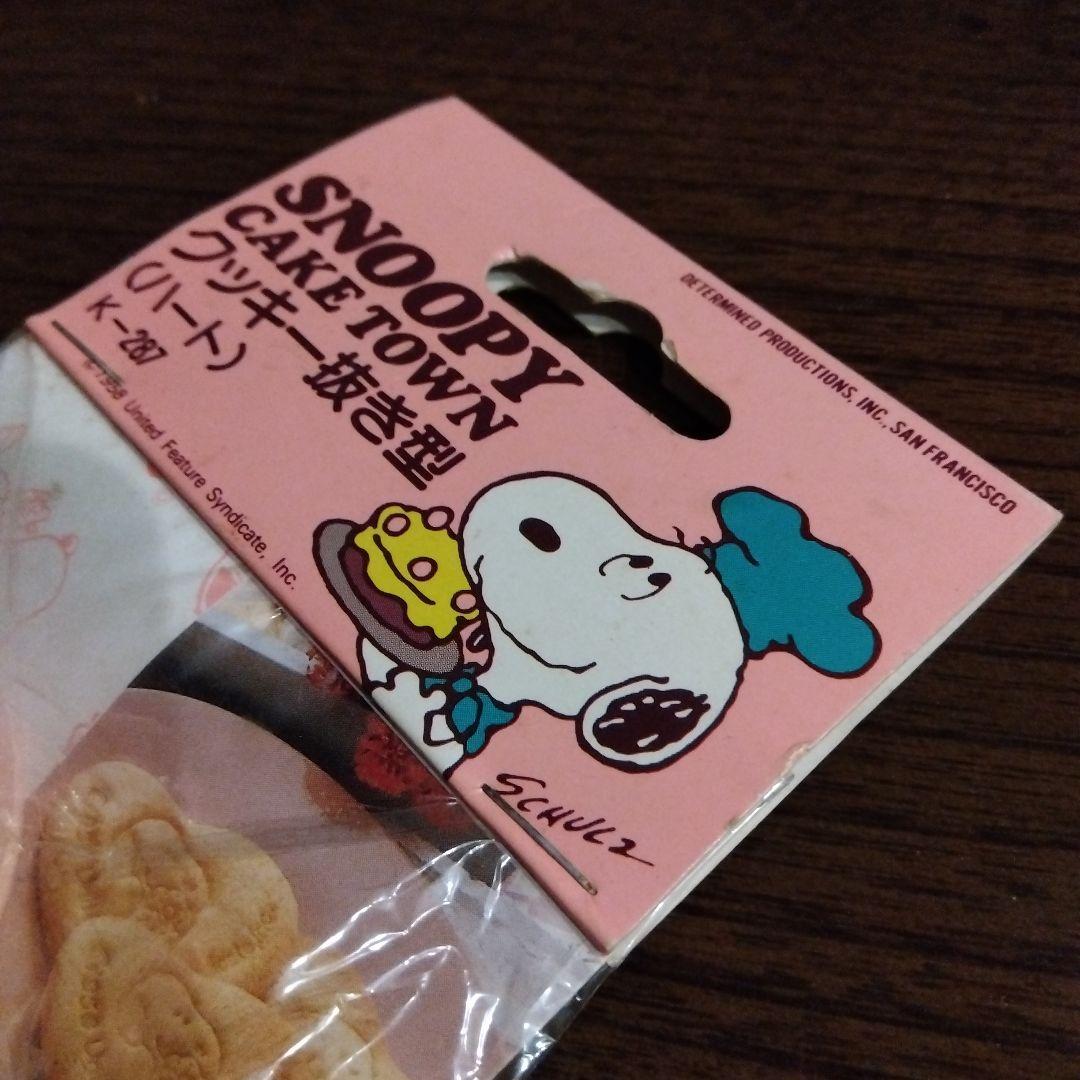 SNOOPY
CAKE TOWN
クッキー抜き型
(ハート)
K-287
© 1958 United Feature Syndicate, Inc.
DETERMINED PRODUCTIONS, INC., SAN FRANCISCO
SCHULZ